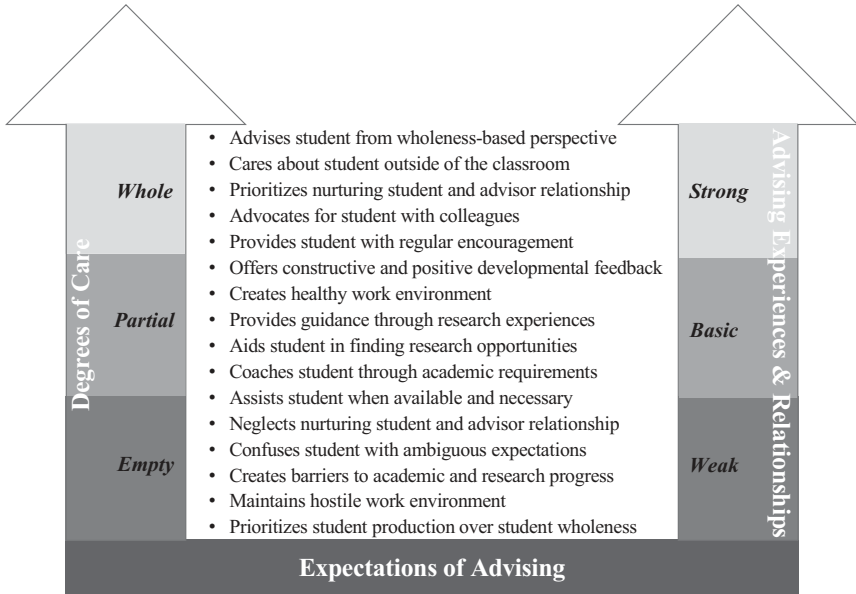 Degrees of Care
Whole
Partial
Empty
• Advises student from wholeness-based perspective
• Cares about student outside of the classroom
• Prioritizes nurturing student and advisor relationship
• Advocates for student with colleagues
• Provides student with regular encouragement
• Offers constructive and positive developmental feedback
• Creates healthy work environment
• Provides guidance through research experiences
• Aids student in finding research opportunities
• Coaches student through academic requirements
• Assists student when available and necessary
• Neglects nurturing student and advisor relationship
• Confuses student with ambiguous expectations
• Creates barriers to academic and research progress
• Maintains hostile work environment
• Prioritizes student production over student wholeness
Strong
Basic
Weak
Advising Experiences & Relationships
Expectations of Advising